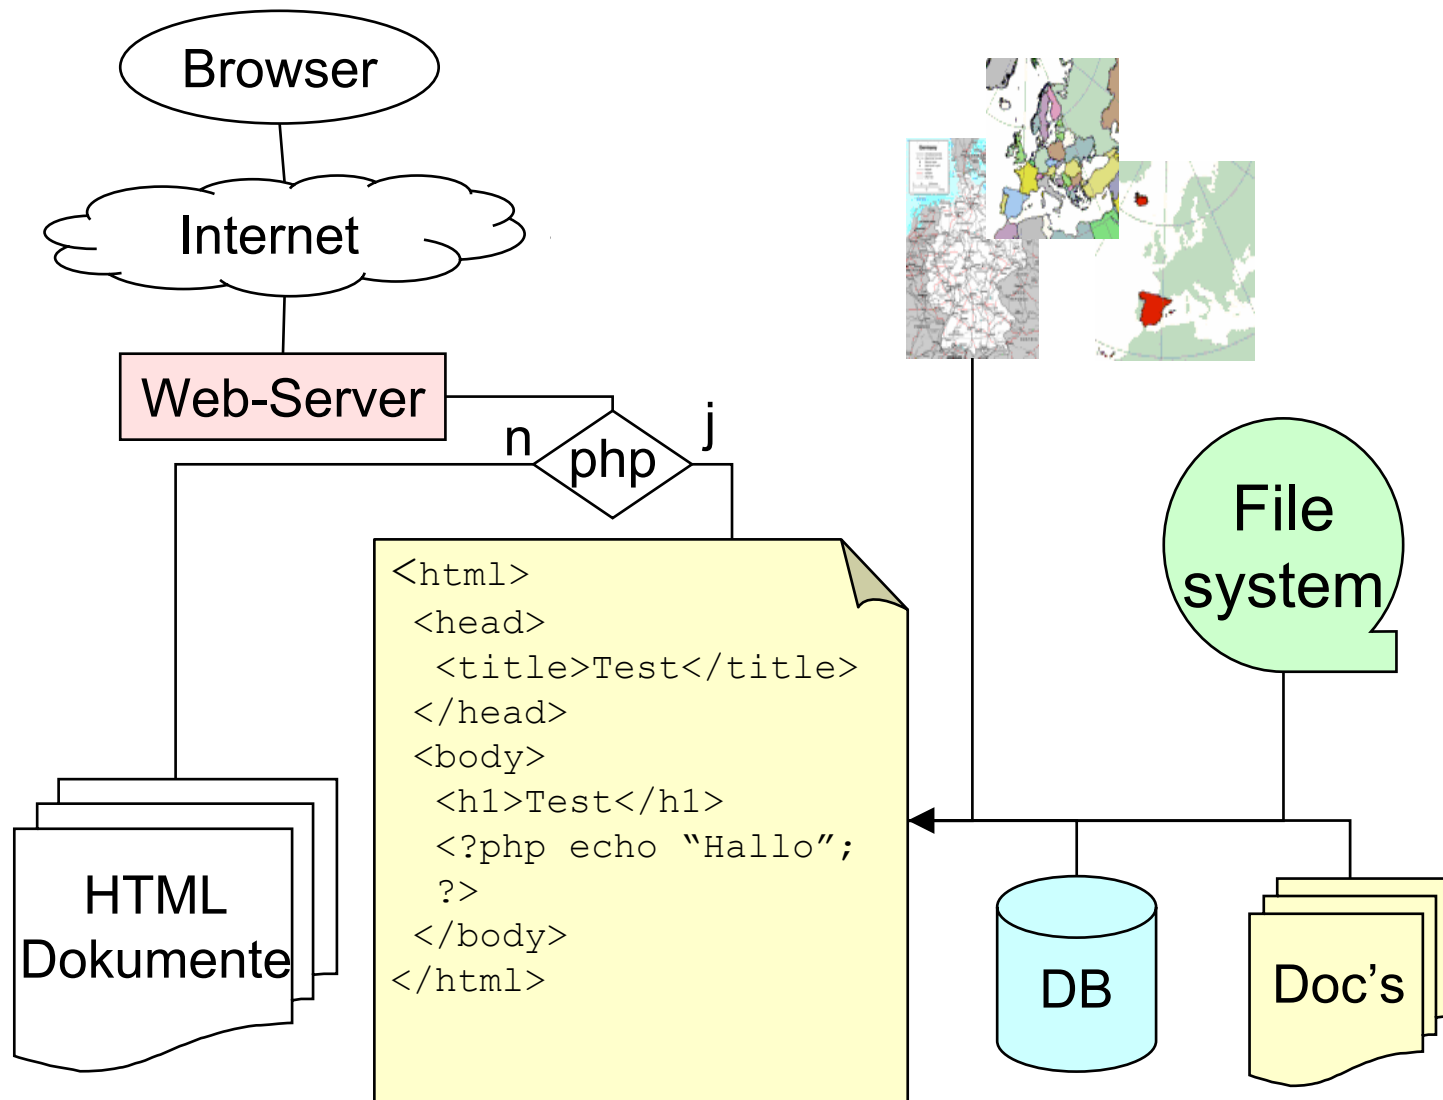 Browser
Internet
Web-Server
n
php
j
File
system
<html>
<head>
<title>Test</title>
</head>
<body>
<h1>Test</h1>
<?php echo “Hallo”;
?>
</body>
</html>
HTML
Dokumente
DB
Doc’s
Germany